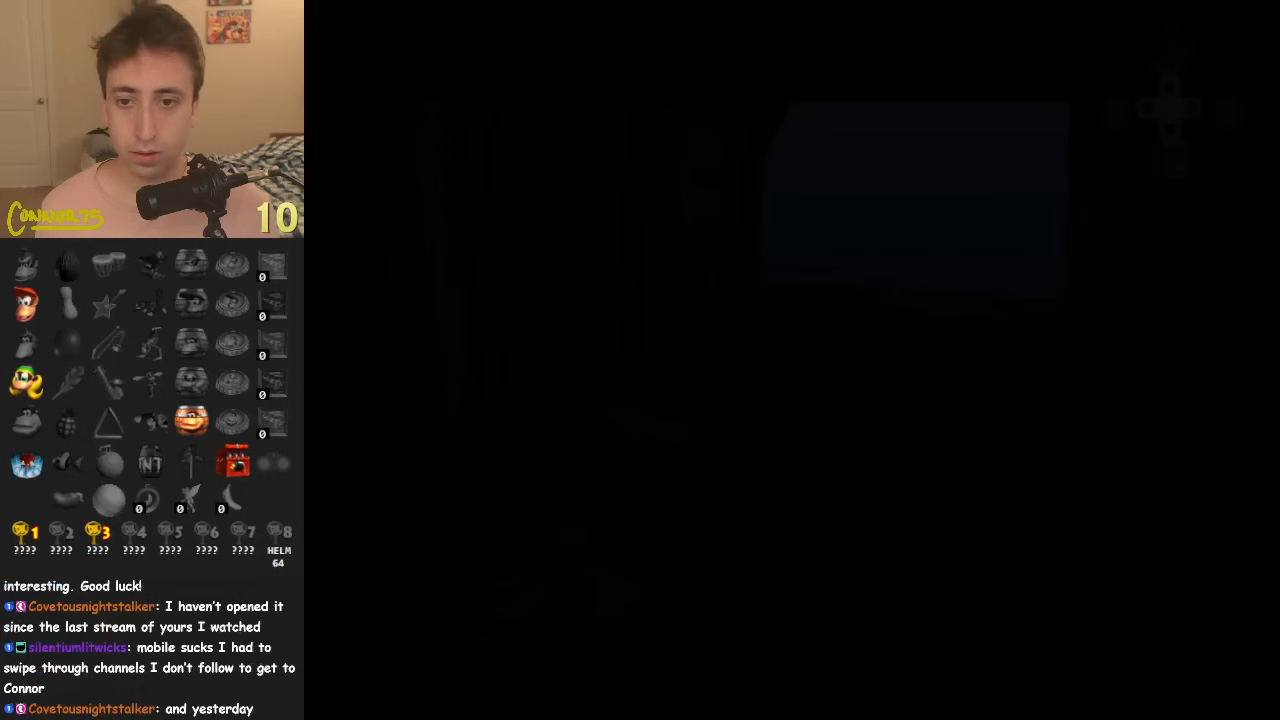 CONNOR75
10
0
0
0
0
0
NT
0 0 0
1 2 3 4 5 6 7 8
???? ???? ???? ???? ???? ???? ???? HELM
64
interesting. Good luck!
Covetousnightstalker: I haven't opened it
since the last stream of yours I watched
silentiumlitwicks: mobile sucks I had to
swipe through channels I don't follow to get to
Connor
Covetousnightstalker: and yesterday